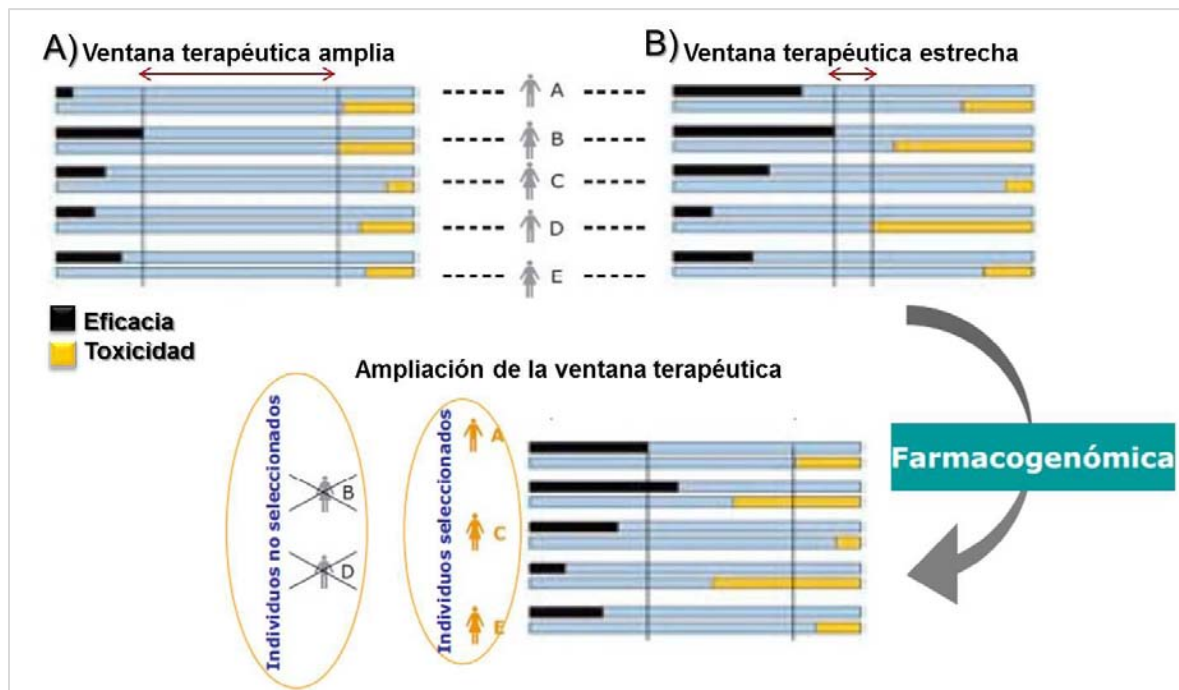 A) Ventana terapéutica amplia
B) Ventana terapéutica estrecha
A
B
C
D
E
Eficacia
Toxicidad
Ampliación de la ventana terapéutica
Individuos no seleccionados
B
D
Individuos seleccionados
A
C
E
Farmacogenómica